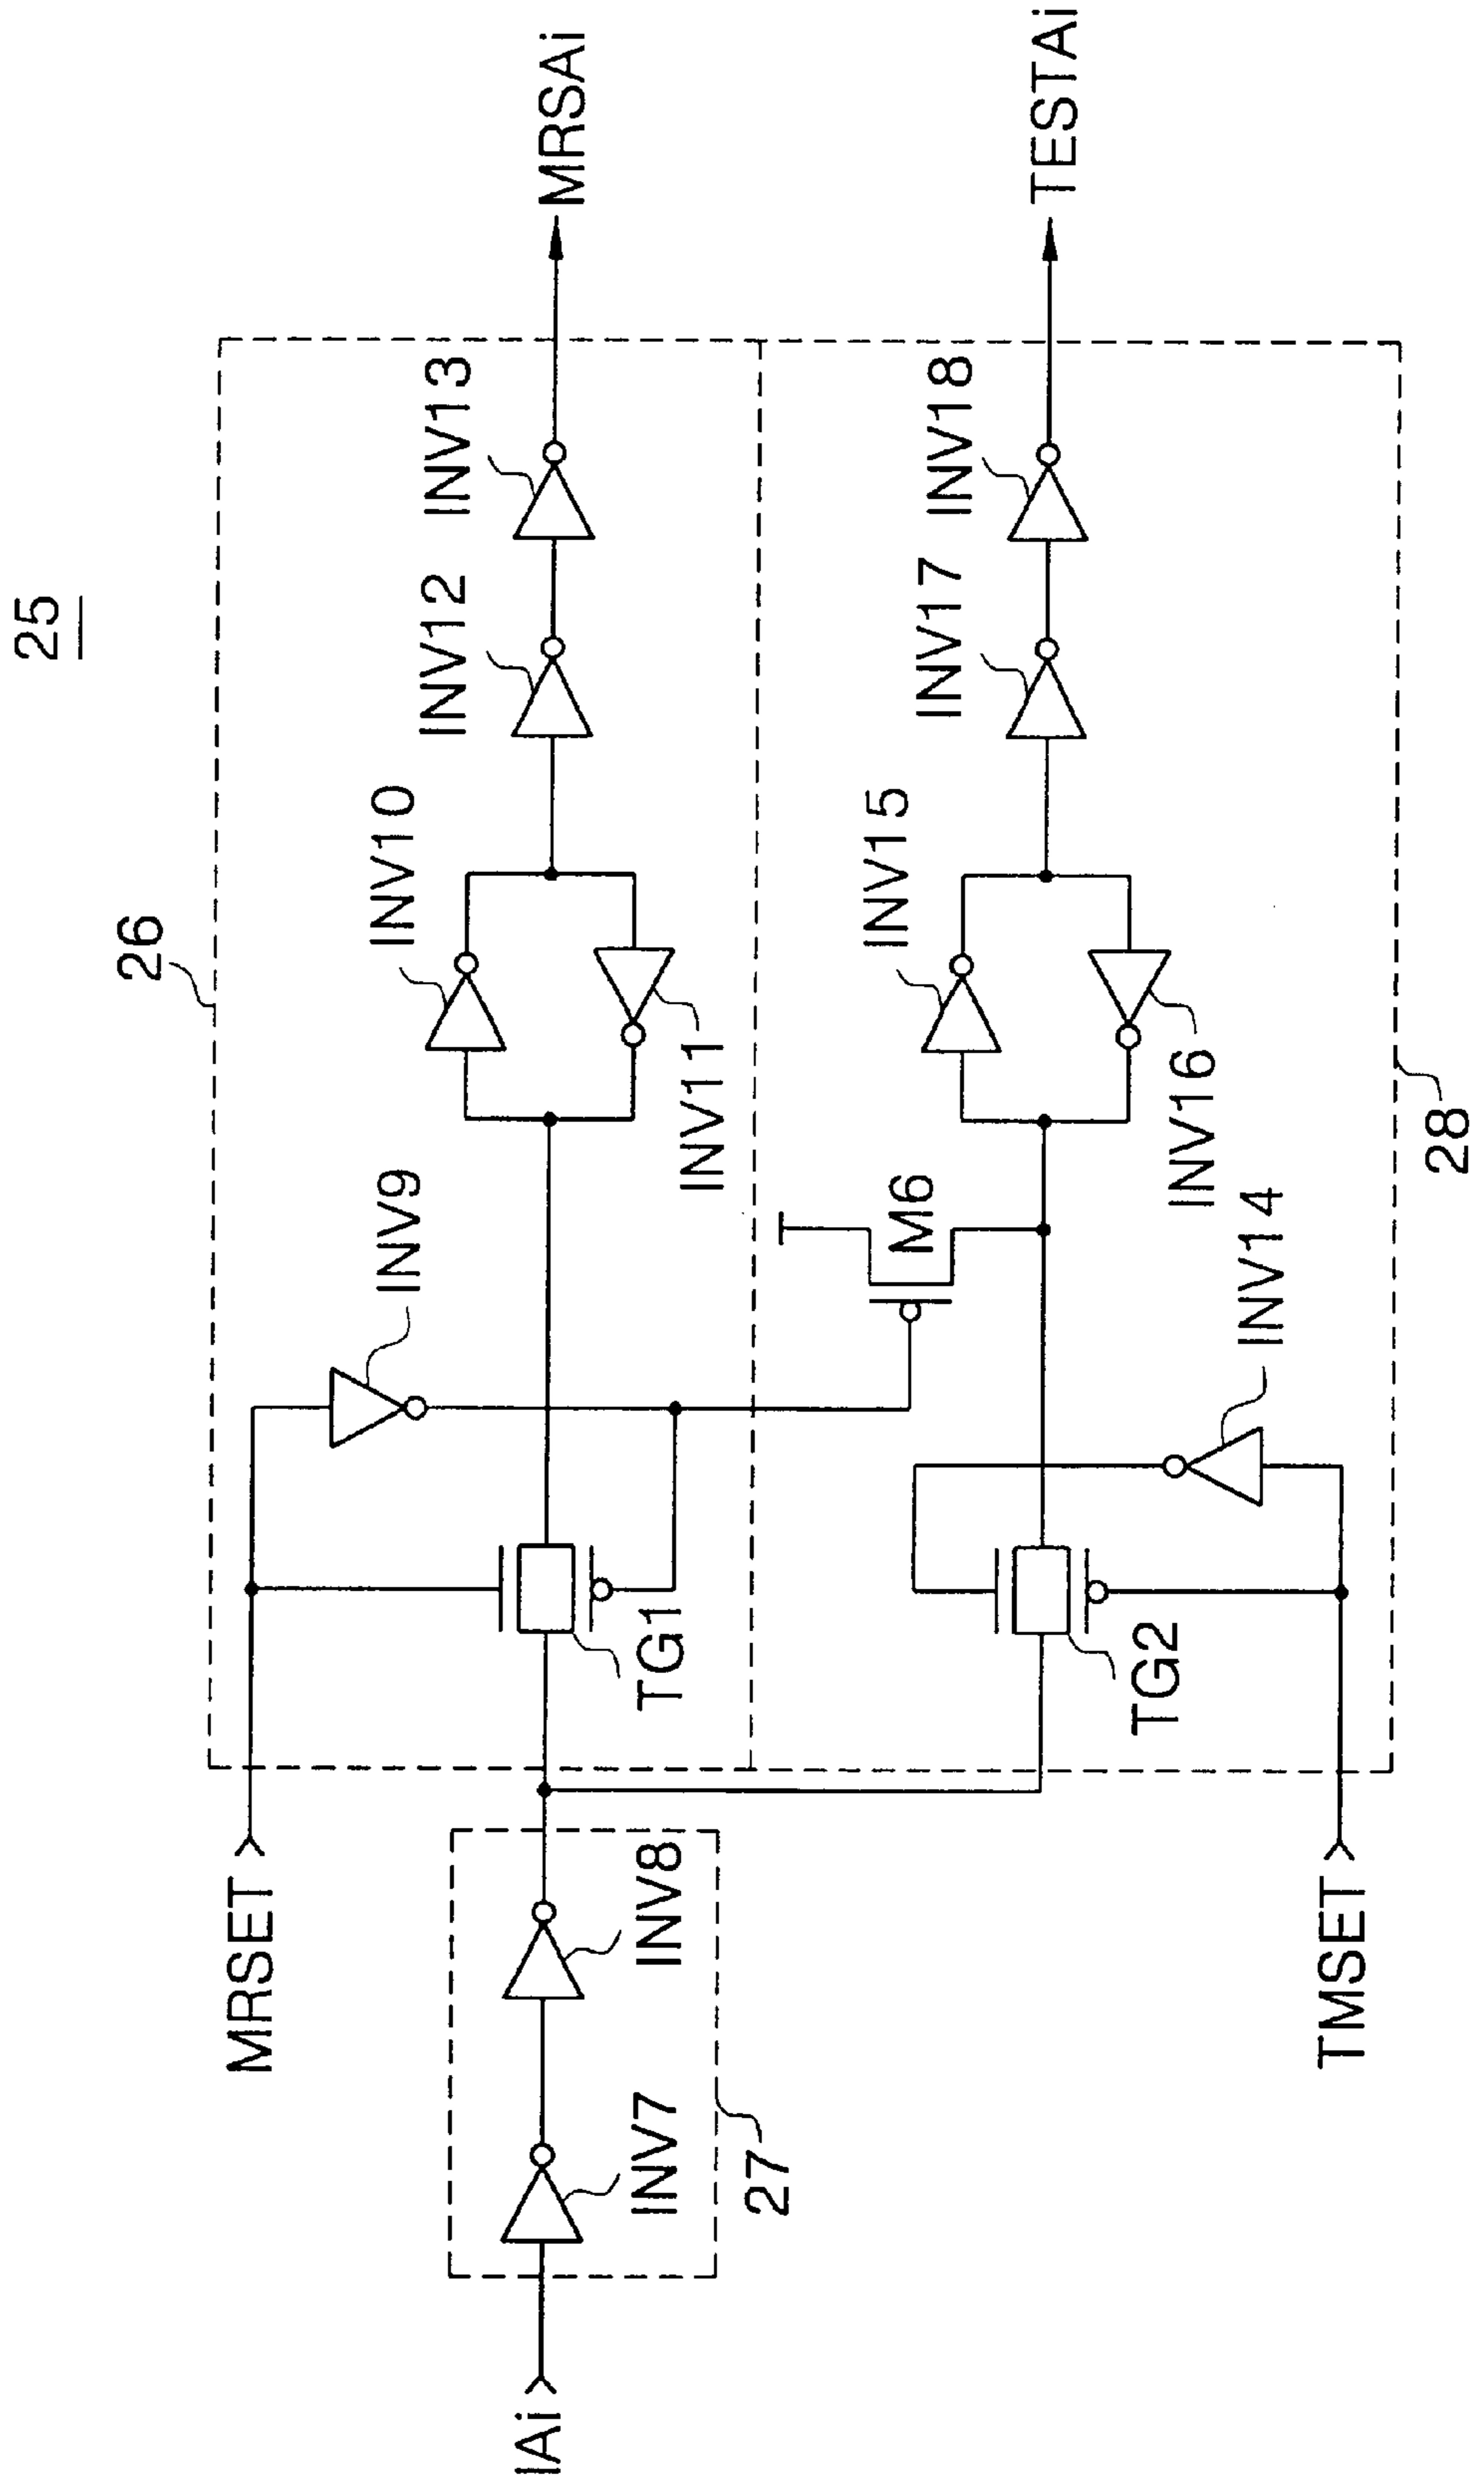 25
26
MRSET
INV9
INV10
INV12
INV13
MRSAi
TG1
INV11
IAi
INV7
INV8
27
M6
INV15
INV17
INV18
TESTAi
TG2
INV14
INV16
TMSET
28